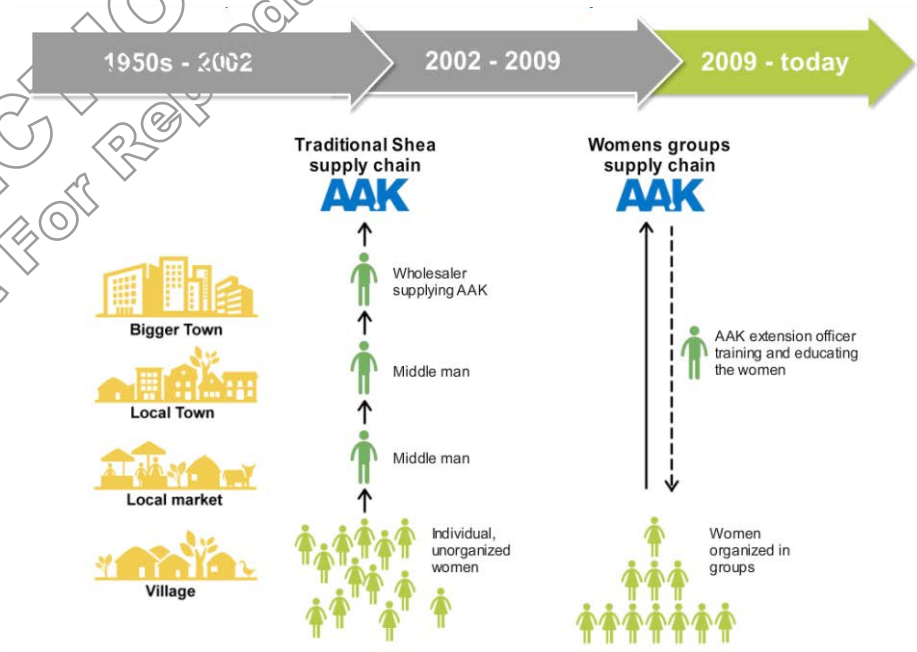 1950s - 2002
2002 - 2009
2009 - today
Traditional Shea
supply chain
AAK
Womens groups
supply chain
AAK
Wholesaler
supplying AAK
Bigger Town
AAK extension officer
training and educating
the women
Middle man
Local Town
Middle man
Local market
Individual,
unorganized
women
Women
organized in
groups
Village
For